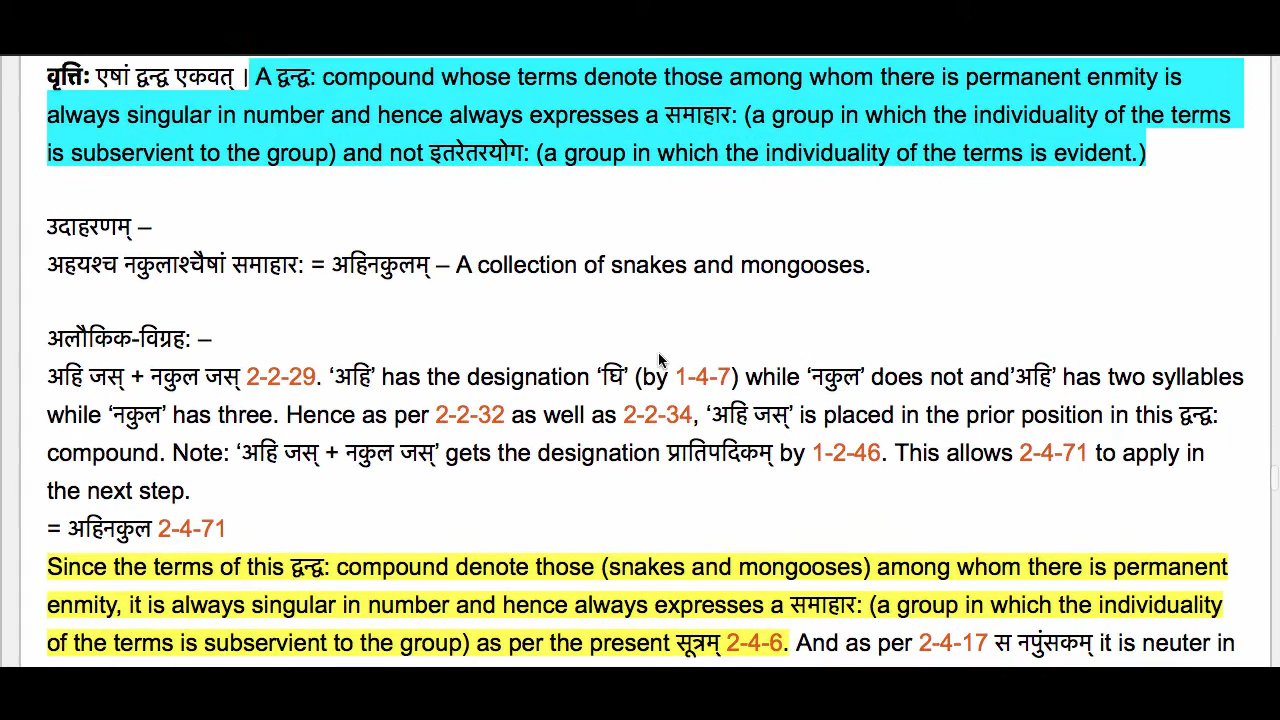 वृत्तिः एषां द्वन्द्व एकवत् । A द्वन्द्व: compound whose terms denote those among whom there is permanent enmity is
always singular in number and hence always expresses a समाहार: (a group in which the individuality of the terms
is subservient to the group) and not इतरेतरयोग: (a group in which the individuality of the terms is evident.)
उदाहरणम् –
अहयश्च नकुलाश्चैषां समाहार: = अहिनकुलम् – A collection of snakes and mongooses.
अलौकिक-विग्रह: –
अहि जस् + नकुल जस् 2-2-29. ‘अहि’ has the designation ‘घि’ (by 1-4-7) while ‘नकुल’ does not and’अहि’ has two syllables
while ‘नकुल’ has three. Hence as per 2-2-32 as well as 2-2-34, ‘अहि जस्’ is placed in the prior position in this द्वन्द्व:
compound. Note: ‘अहि जस् + नकुल जस्’ gets the designation प्रातिपदिकम् by 1-2-46. This allows 2-4-71 to apply in
the next step.
= अहिनकुल 2-4-71
Since the terms of this द्वन्द्व: compound denote those (snakes and mongooses) among whom there is permanent
enmity, it is always singular in number and hence always expresses a समाहार: (a group in which the individuality
of the terms is subservient to the group) as per the present सूत्रम् 2-4-6. And as per 2-4-17 स नपुंसकम् it is neuter in